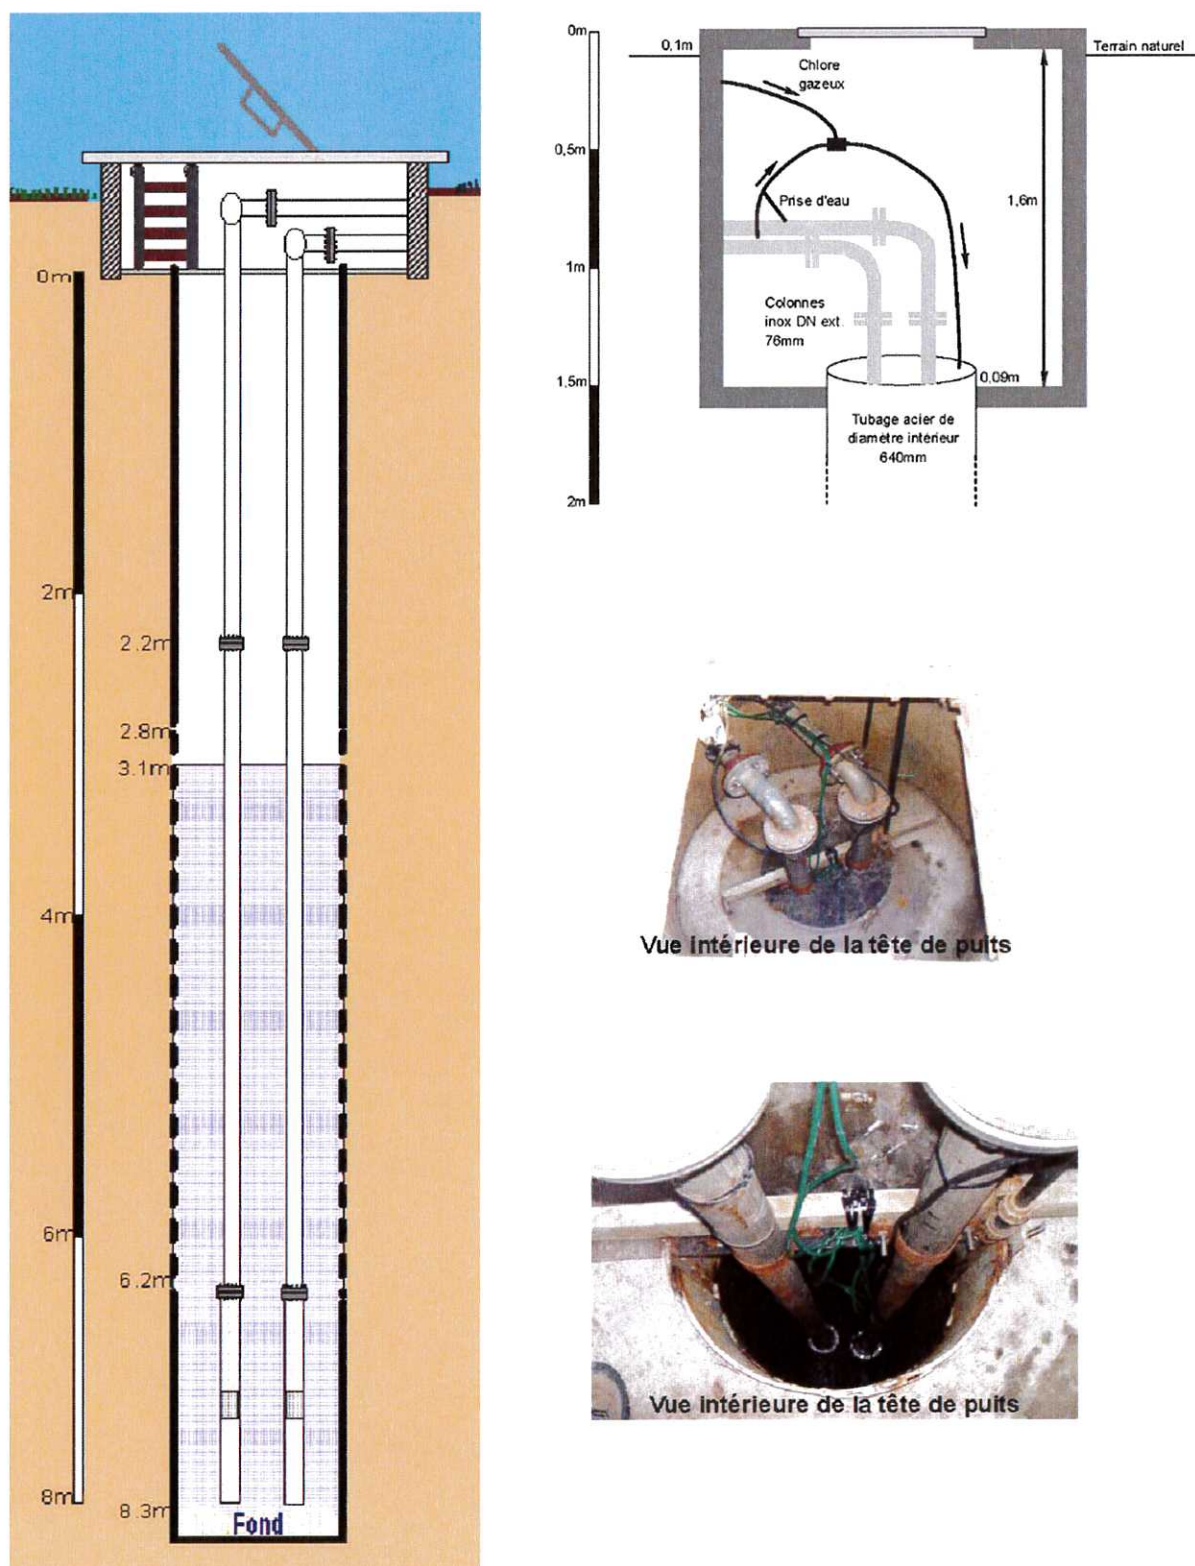 0m
2m
2.2m
2.8m
3.1m
4m
6m
6.2m
8m
8.3m
Fond
0m
0,5m
1m
1,5m
2m
0,1m
Terrain naturel
Chlore
gazeux
Prise d'eau
1,6m
Colonnes
inox DN ext.
76mm
0,09m
Tubage acier de
diamètre intérieur
640mm
Vue intérieure de la tête de puits
Vue intérieure de la tête de puits